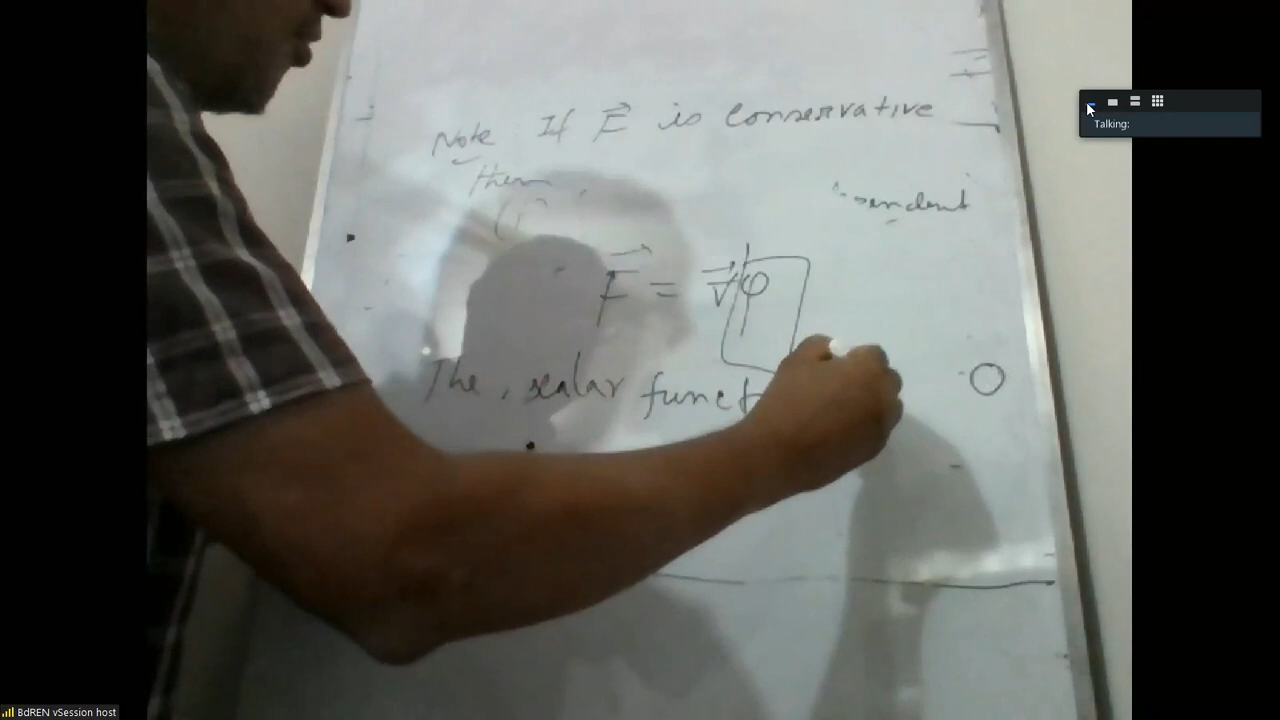 Note If F⃗ is conservative
then,
F⃗ = ∇⃗φ
The, scalar funct
Talking:
BdREN vSession host